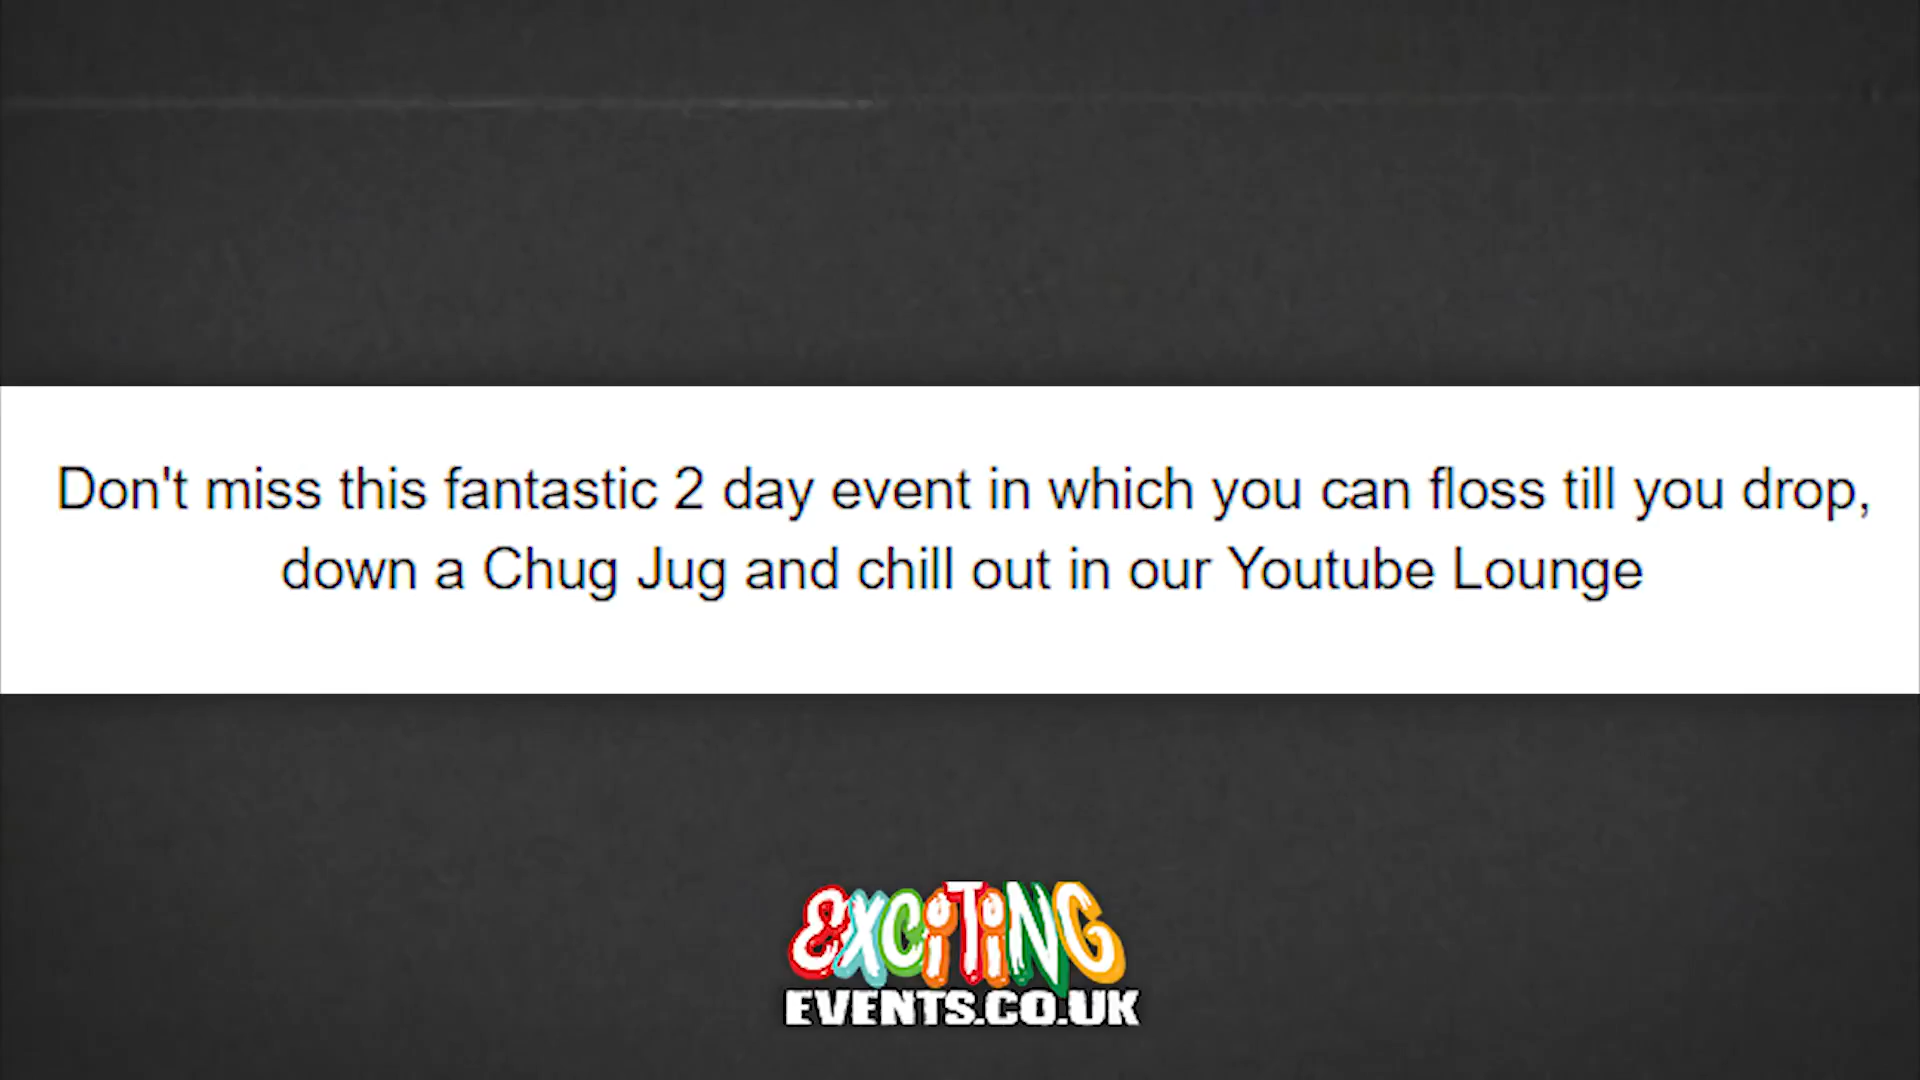 Don't miss this fantastic 2 day event in which you can floss till you drop,
down a Chug Jug and chill out in our Youtube Lounge
EXCITING
EVENTS.CO.UK